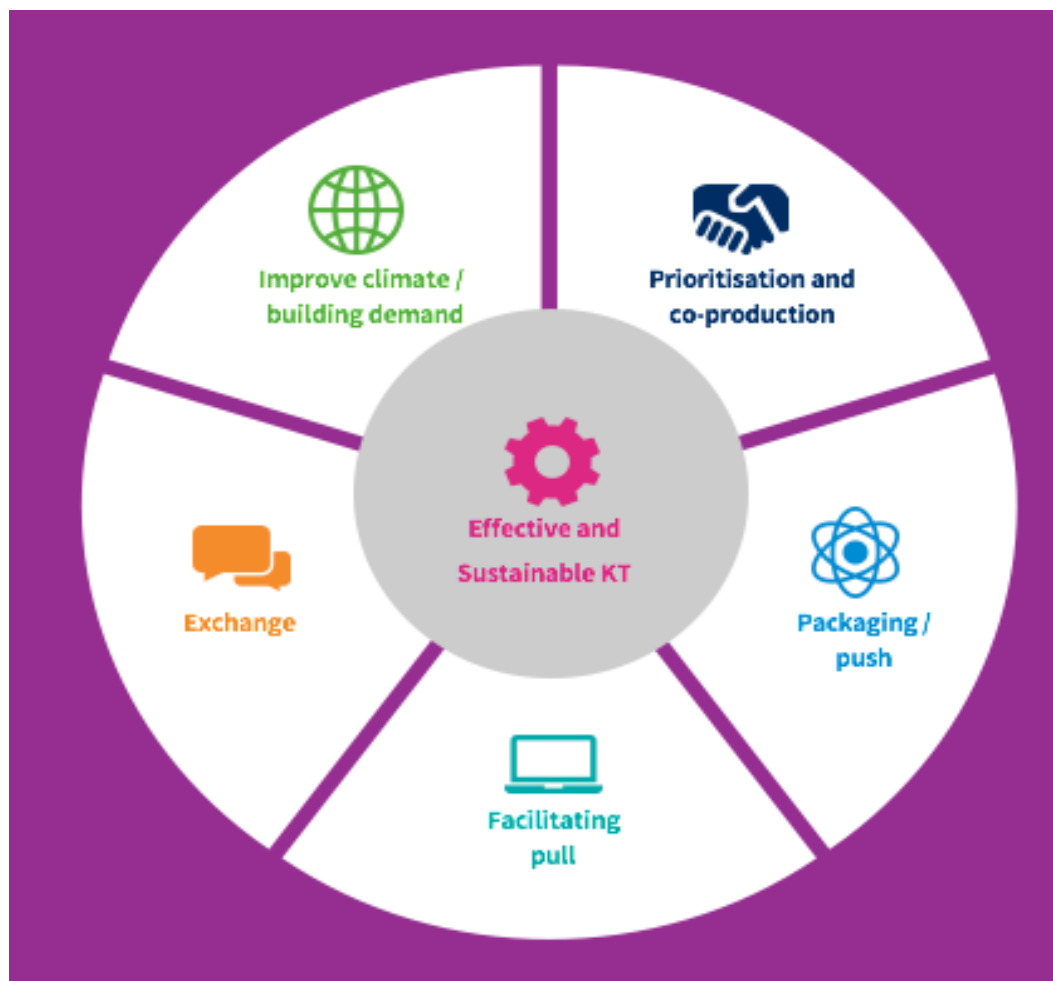 Improve climate /
building demand
Prioritisation and
co-production
Effective and
Sustainable KT
Exchange
Packaging /
push
Facilitating
pull